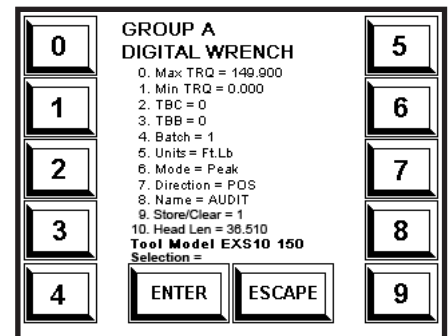 GROUP A
DIGITAL WRENCH
0. Max TRQ = 149.900
1. Min TRQ = 0.000
2. TBC = 0
3. TBB = 0
4. Batch = 1
5. Units = Ft.Lb
6. Mode = Peak
7. Direction = POS
8. Name = AUDIT
9. Store/Clear = 1
10. Head Len = 36.510
Tool Model EXS10 150
Selection =
0
1
2
3
4
5
6
7
8
9
ENTER ESCAPE